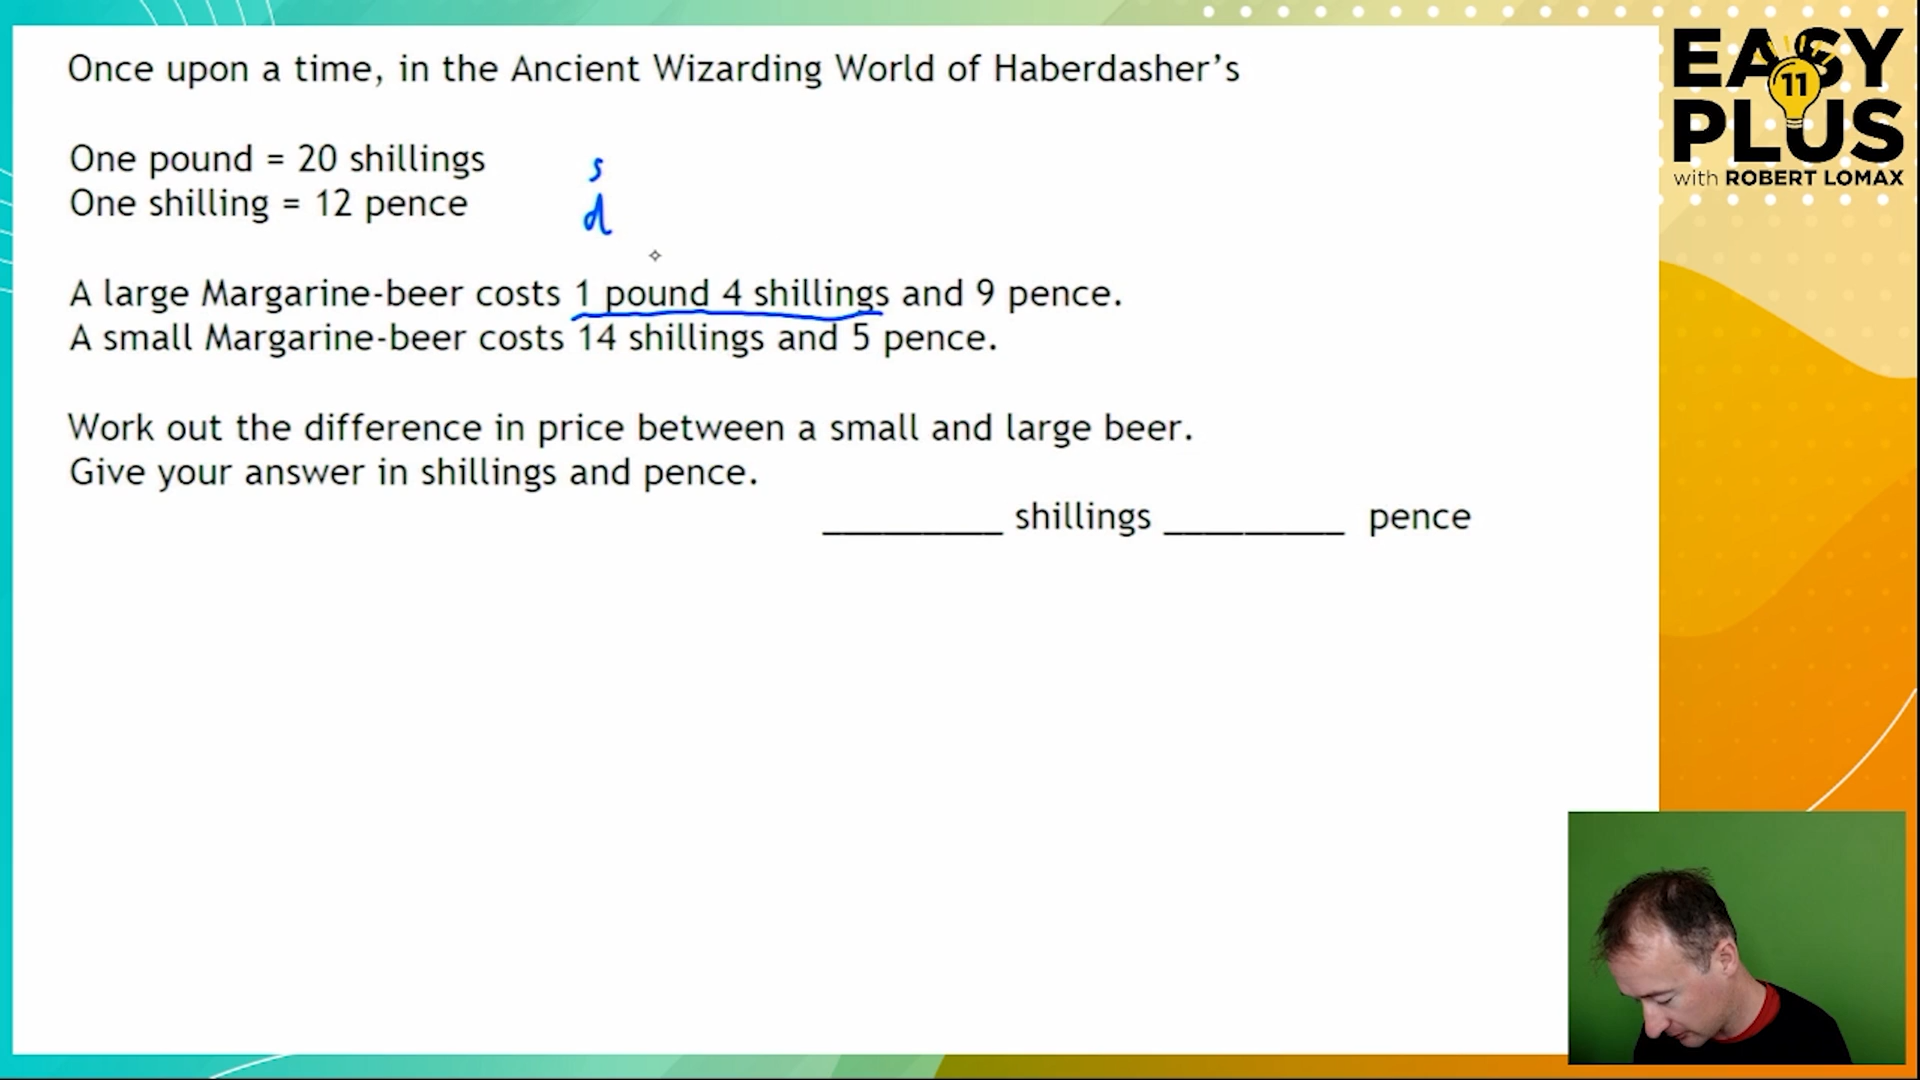 Once upon a time, in the Ancient Wizarding World of Haberdasher’s
One pound = 20 shillings
s
One shilling = 12 pence
d
A large Margarine-beer costs 1 pound 4 shillings and 9 pence.
A small Margarine-beer costs 14 shillings and 5 pence.
Work out the difference in price between a small and large beer.
Give your answer in shillings and pence.
_________ shillings _________ pence
EASY
11
PLUS
with ROBERT LOMAX